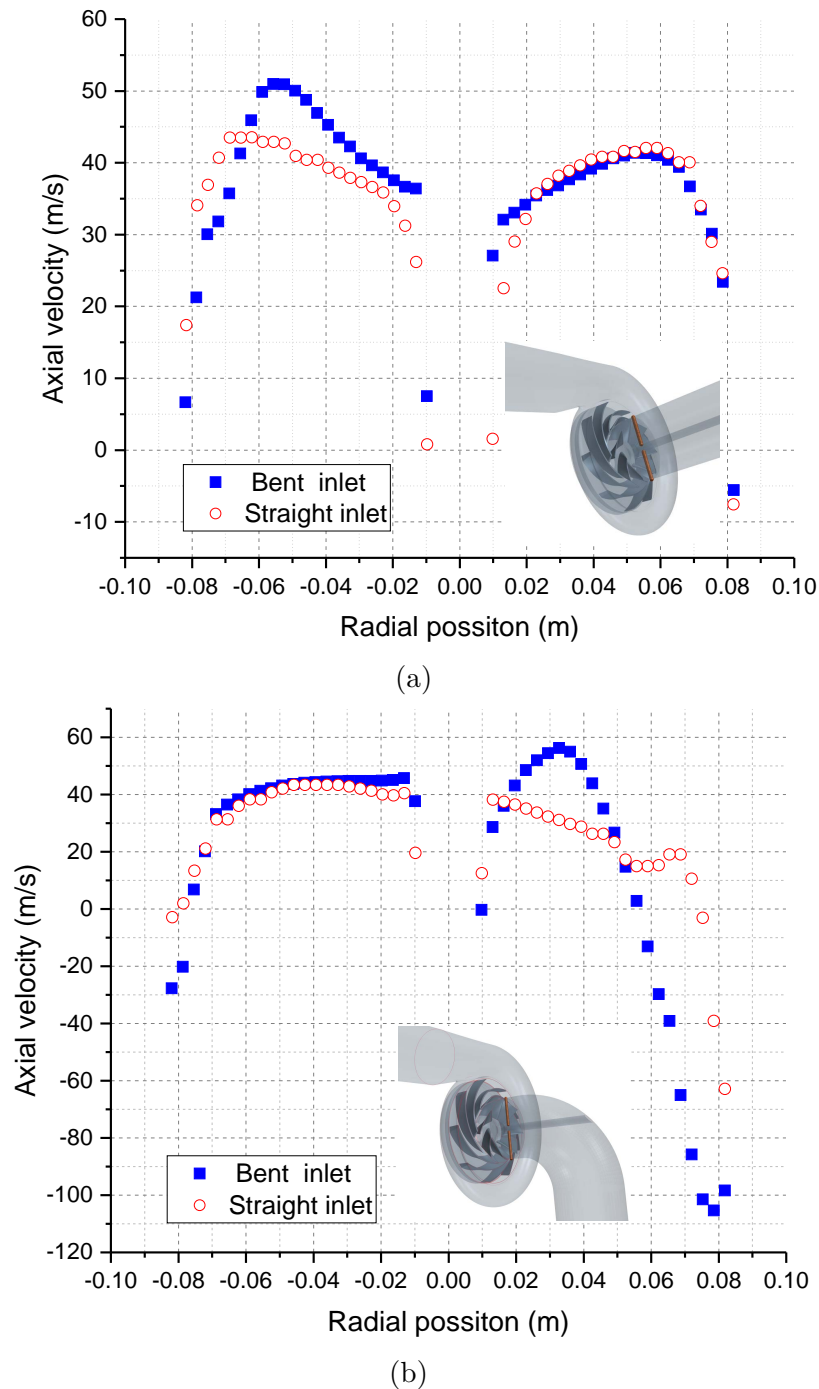 60
50
40
30
20
10
0
-10
Axial velocity (m/s)
Bent inlet
Straight inlet
-0.10 -0.08 -0.06 -0.04 -0.02 0.00 0.02 0.04 0.06 0.08 0.10
Radial possiton (m)
(a)
60
40
20
0
-20
-40
-60
-80
-100
-120
Axial velocity (m/s)
Bent inlet
Straight inlet
-0.10 -0.08 -0.06 -0.04 -0.02 0.00 0.02 0.04 0.06 0.08 0.10
Radial possiton (m)
(b)